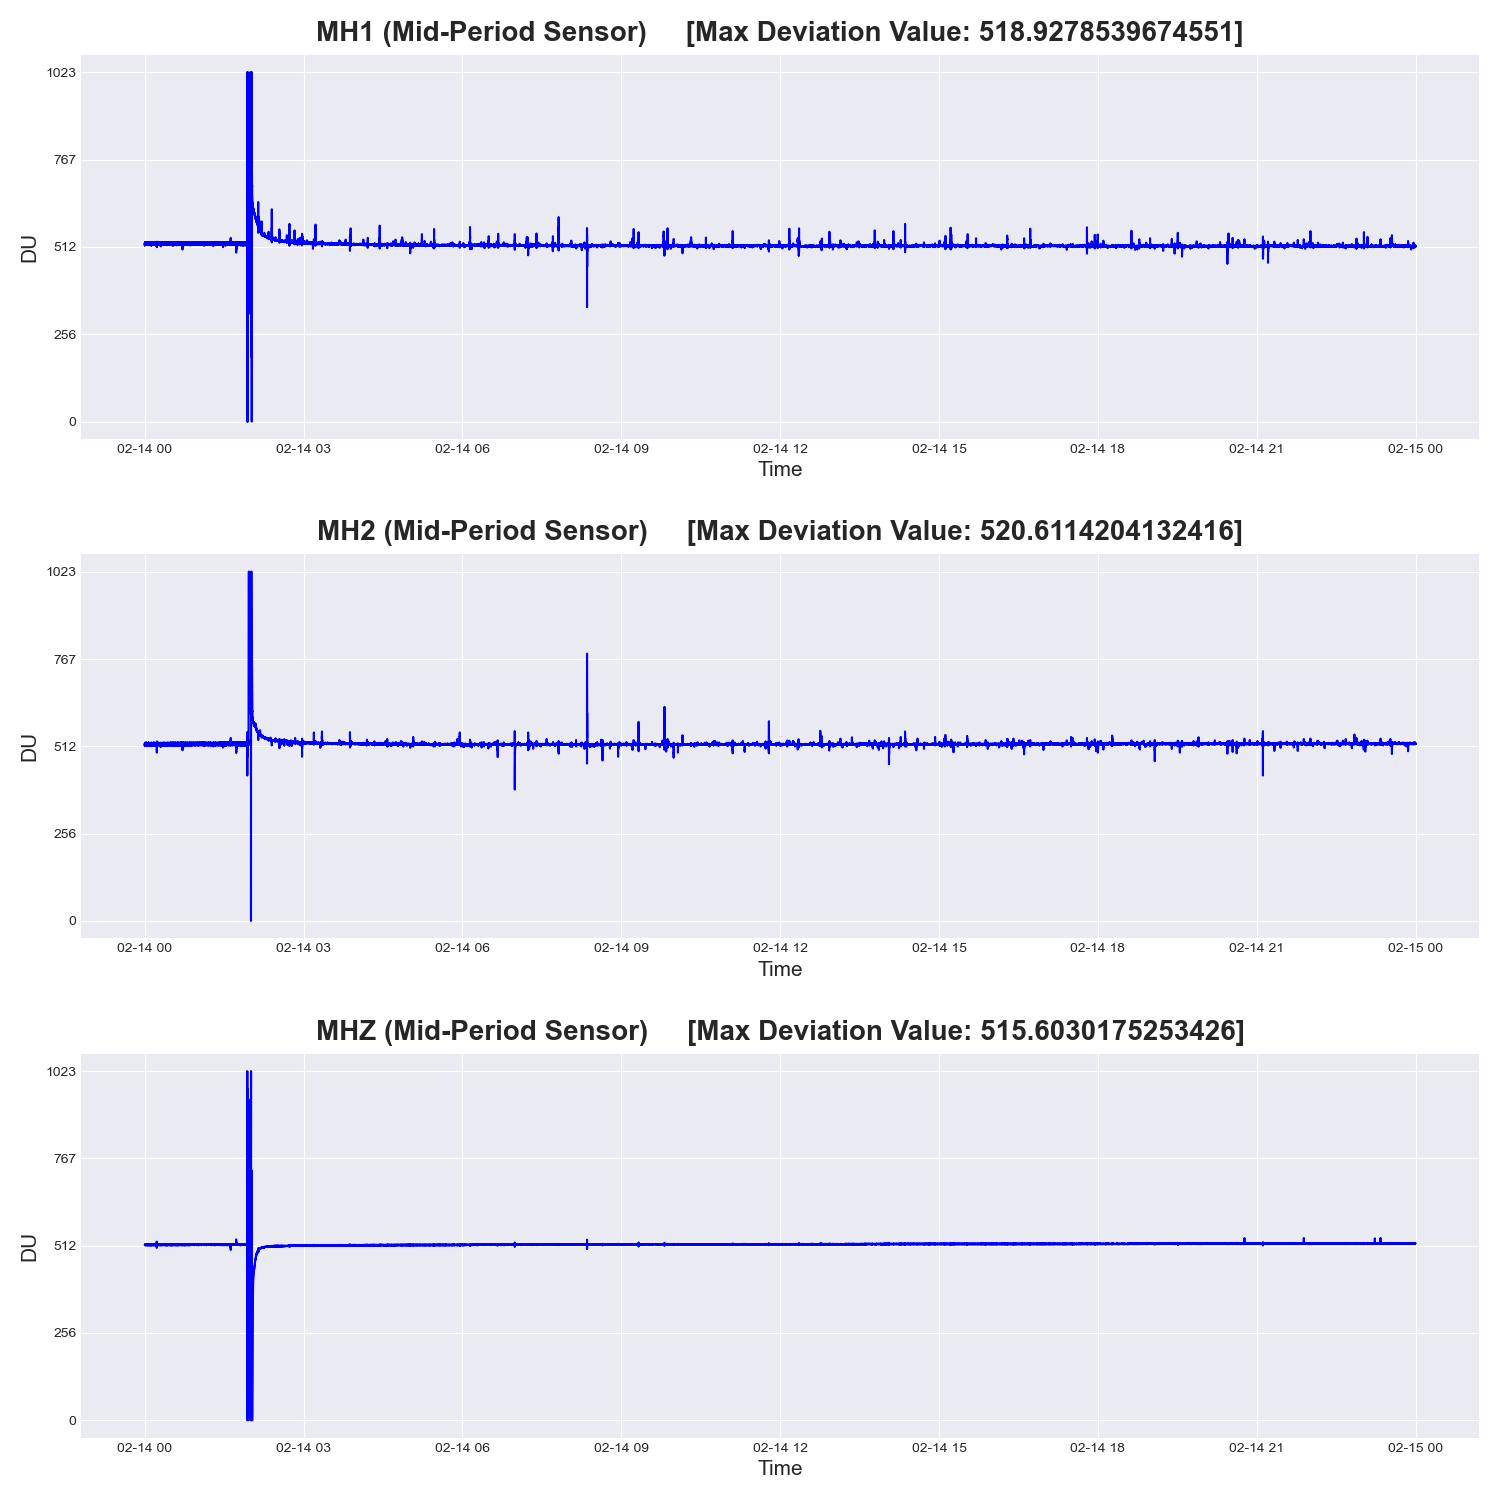 MH1 (Mid-Period Sensor) [Max Deviation Value: 518.9278539674551]
1023
767
512
256
0
DU
02-14 00 02-14 03 02-14 06 02-14 09 02-14 12 02-14 15 02-14 18 02-14 21 02-15 00
Time
MH2 (Mid-Period Sensor) [Max Deviation Value: 520.6114204132416]
1023
767
512
256
0
DU
02-14 00 02-14 03 02-14 06 02-14 09 02-14 12 02-14 15 02-14 18 02-14 21 02-15 00
Time
MHZ (Mid-Period Sensor) [Max Deviation Value: 515.6030175253426]
1023
767
512
256
0
DU
02-14 00 02-14 03 02-14 06 02-14 09 02-14 12 02-14 15 02-14 18 02-14 21 02-15 00
Time